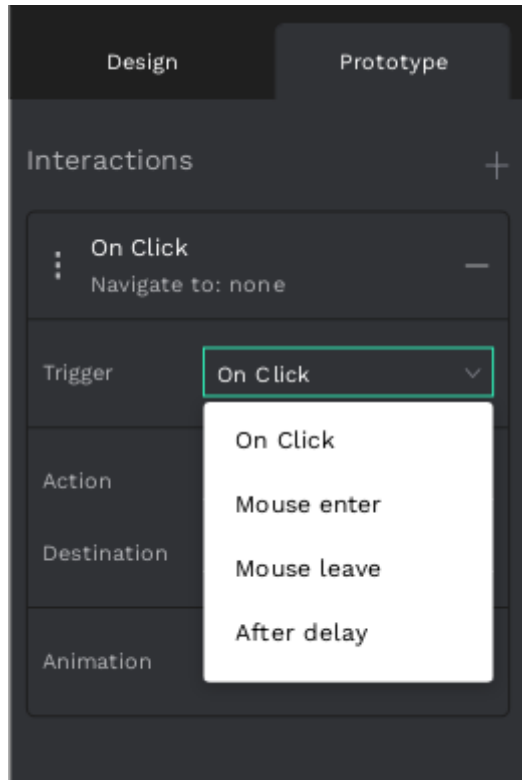 Design
Prototype
Interactions
On Click
Navigate to: none
Trigger
On Click
On Click
Mouse enter
Mouse leave
After delay
Action
Destination
Animation